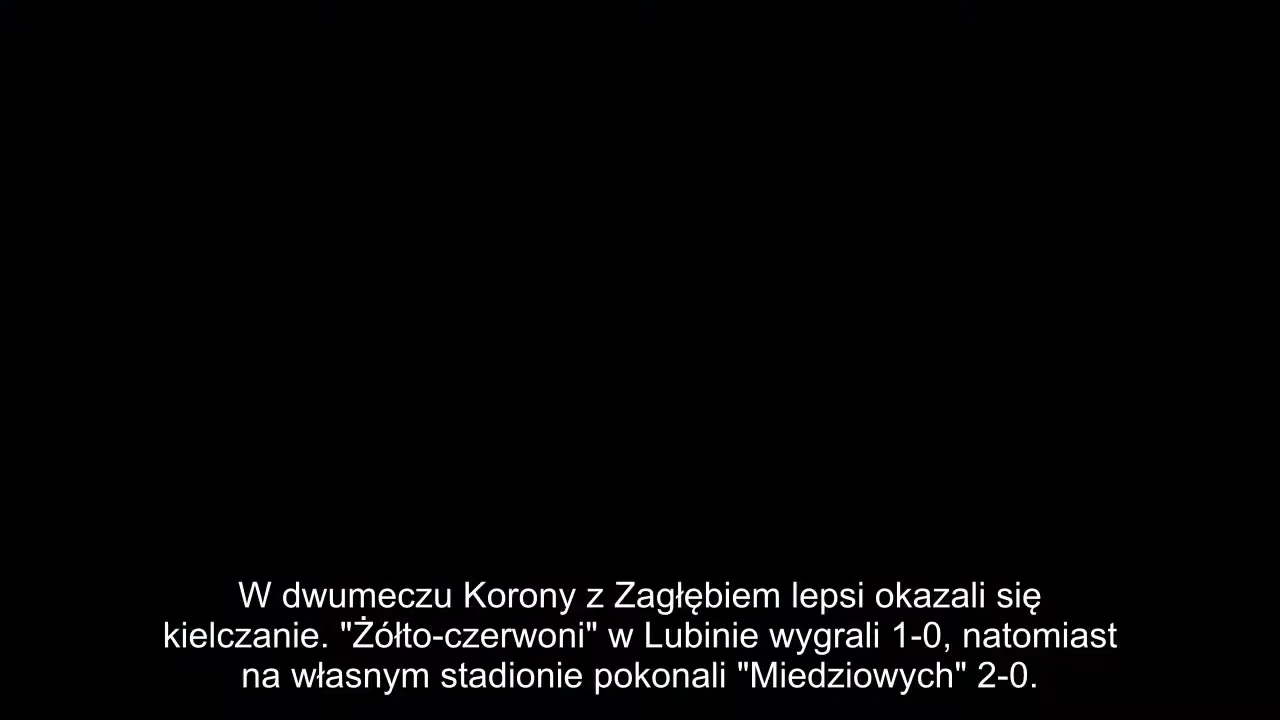 W dwumeczu Korony z Zagłębiem lepsi okazali się
kielczanie. "Żółto-czerwoni" w Lubinie wygrali 1-0, natomiast
na własnym stadionie pokonali "Miedziowych" 2-0.